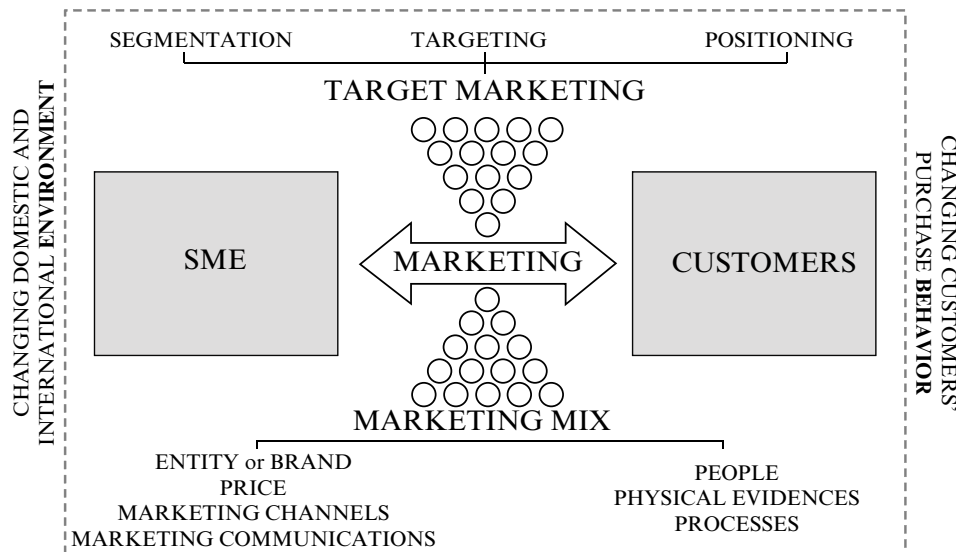 SEGMENTATION
TARGETING
POSITIONING
TARGET MARKETING
CHANGING DOMESTIC AND
INTERNATIONAL ENVIRONMENT
SME
MARKETING
CUSTOMERS
CHANGING CUSTOMERS’
PURCHASE BEHAVIOR
MARKETING MIX
ENTITY or BRAND
PRICE
MARKETING CHANNELS
MARKETING COMMUNICATIONS
PEOPLE
PHYSICAL EVIDENCES
PROCESSES